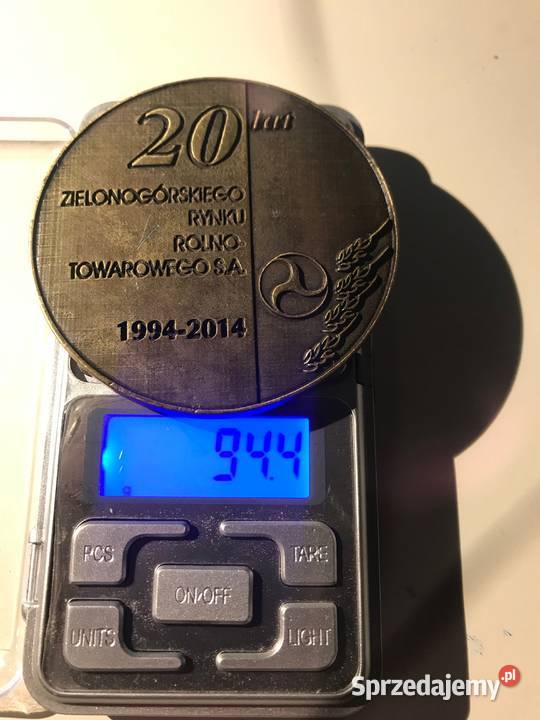 20 lat
ZIELONOGÓRSKIEGO
RYNKU
ROLNO-
TOWAROWEGO S.A.
1994-2014
94.4
g
PCS
TARE
ON/OFF
UNITS
LIGHT
Sprzedajemy.pl